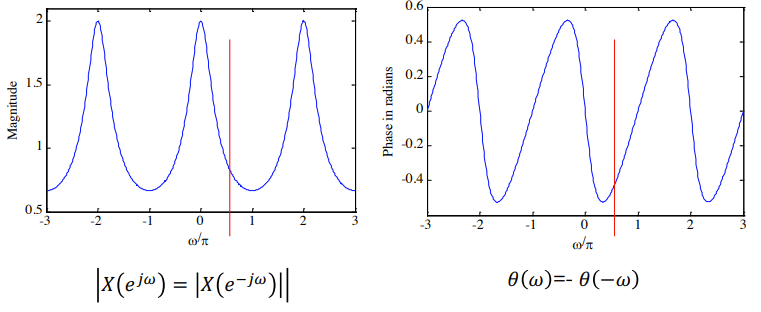 2
1.5
1
0.5
Magnitude
-3 -2 -1 0 1 2 3
ω/π
|X(e^{jω}) = |X(e^{-jω})||
0.6
0.4
0.2
0
-0.2
-0.4
Phase in radians
-3 -2 -1 0 1 2 3
ω/π
θ(ω)=- θ(-ω)